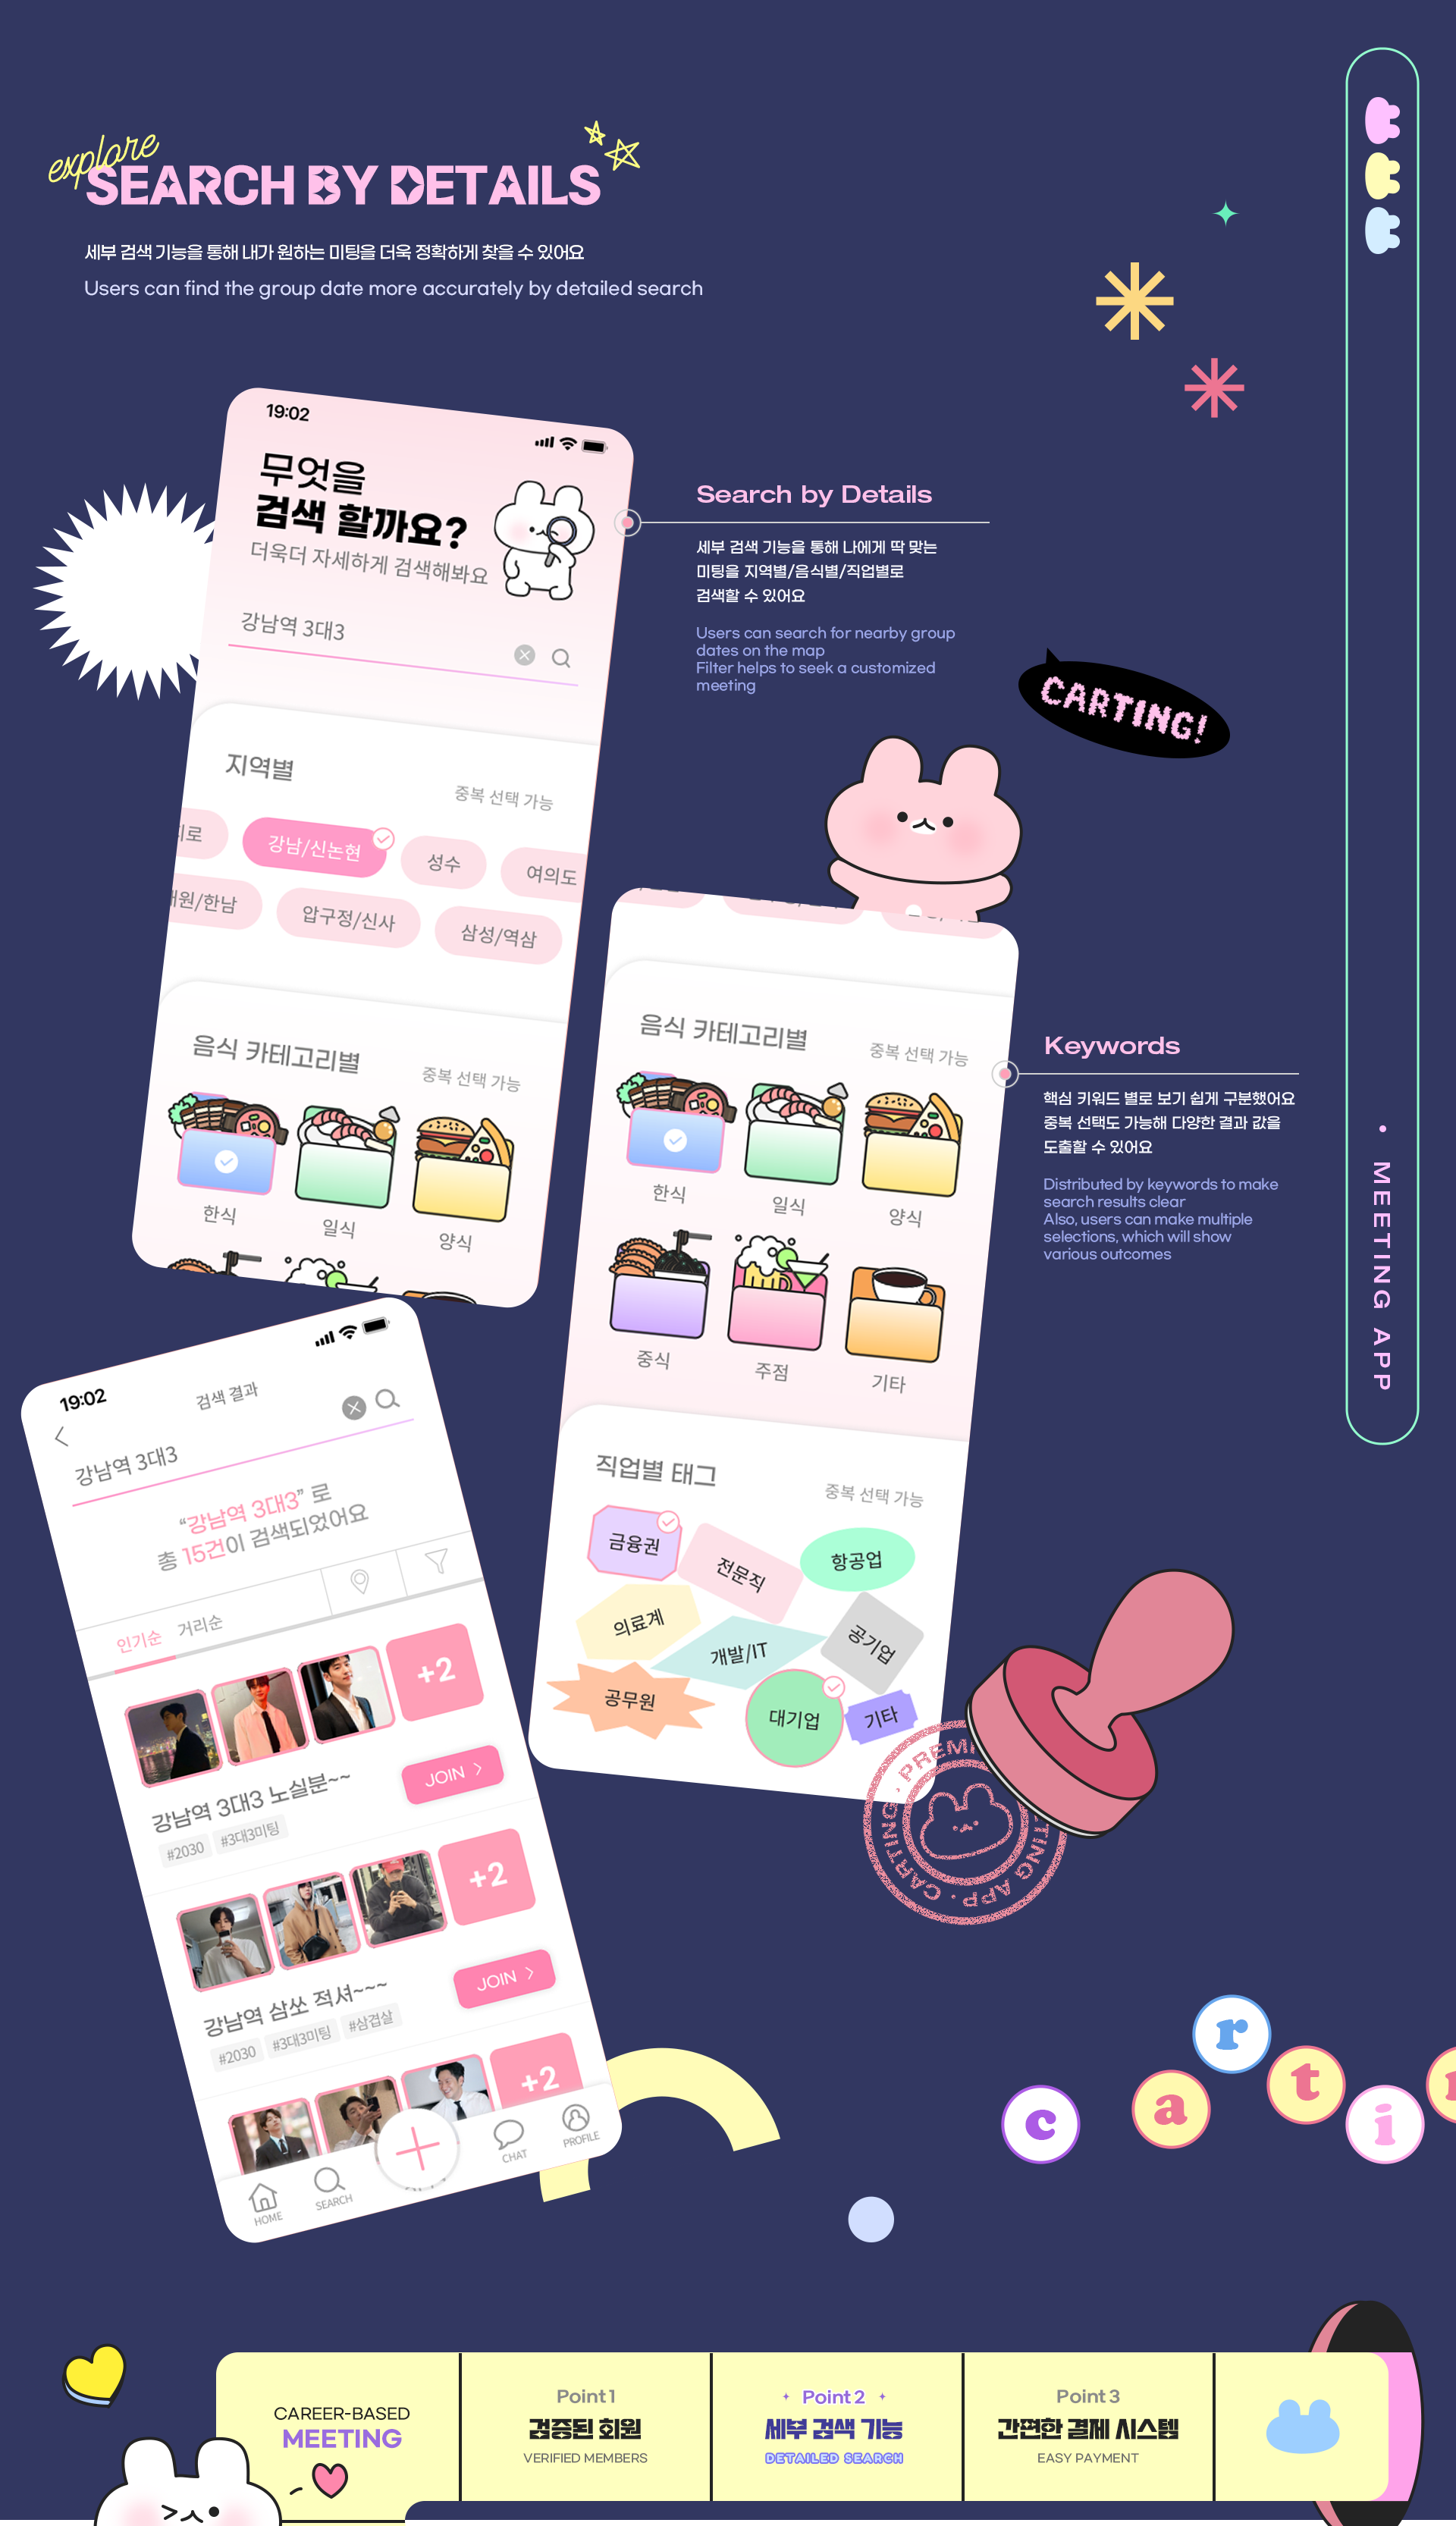 explore
SEARCH BY DETAILS
세부 검색 기능을 통해 내가 원하는 미팅을 더욱 정확하게 찾을 수 있어요
Users can find the group date more accurately by detailed search
19:02
무엇을
검색 할까요?
더욱더 자세하게 검색해봐요
강남역 3대3
지역별
중복 선택 가능
강남/신논현
성수
여의도
원/한남
압구정/신사
삼성/역삼
음식 카테고리별
중복 선택 가능
한식
일식
양식
Search by Details
세부 검색 기능을 통해 나에게 딱 맞는
미팅을 지역별/음식별/직업별로
검색할 수 있어요
Users can search for nearby group
dates on the map
Filter helps to seek a customized
meeting
CARTING!
음식 카테고리별
중복 선택 가능
한식
일식
양식
중식
주점
기타
직업별 태그
중복 선택 가능
금융권
전문직
항공업
의료계
개발/IT
공기업
공무원
대기업
기타
Keywords
핵심 키워드 별로 보기 쉽게 구분했어요
중복 선택도 가능해 다양한 결과 값을
도출할 수 있어요
Distributed by keywords to make
search results clear
Also, users can make multiple
selections, which will show
various outcomes
• MEETING APP
19:02
검색 결과
강남역 3대3
“강남역 3대3” 로
총 15건이 검색되었어요
인기순 거리순
+2
강남역 3대3 노실분~~
JOIN
#2030 #3대3미팅
+2
강남역 삼쏘 적셔~~~
JOIN
#2030 #3대3미팅 #삼겹살
+2
HOME
SEARCH
CHAT
PROFILE
CARTING · PREMI
TING APP ·
c a r t i
CAREER-BASED
MEETING
Point 1
검증된 회원
VERIFIED MEMBERS
Point 2
세부 검색 기능
DETAILED SEARCH
Point 3
간편한 결제 시스템
EASY PAYMENT